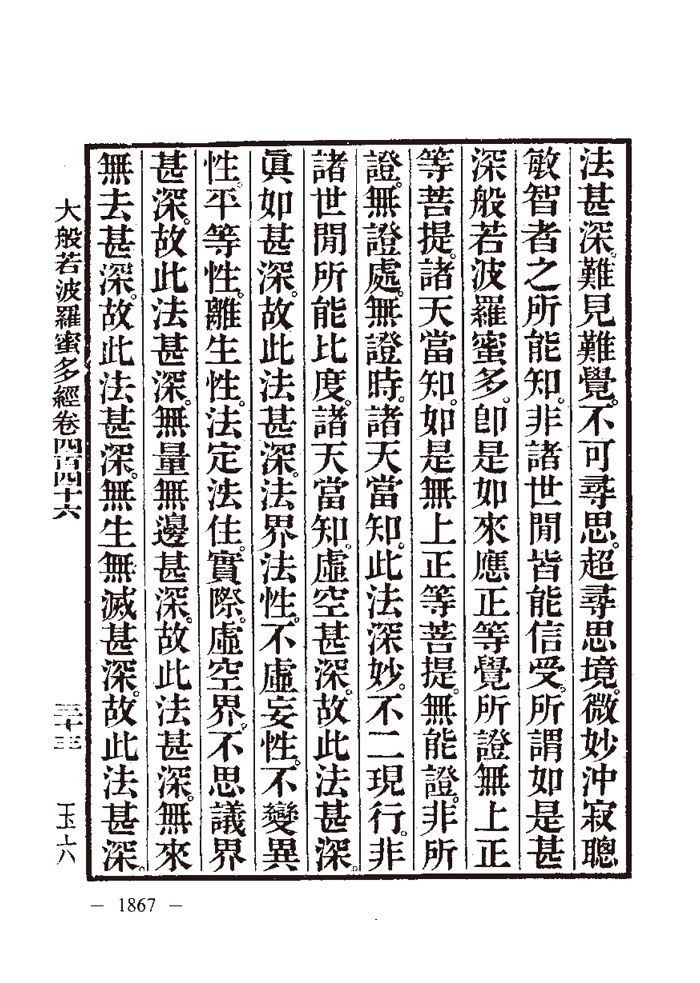 法甚深。難見難覺。不可尋思。超尋思境。微妙沖寂聰
敏智者之所能知。非諸世閒皆能信受。所謂如是甚
深般若波羅蜜多。卽是如來應正等覺所證無上正
等菩提。諸天當知。如是無上正等菩提。無能證。非所
證。無證處。無證時。諸天當知。此法深妙。不二現行。非
諸世閒所能比度。諸天當知。虛空甚深。故此法甚深。
眞如甚深。故此法甚深。法界法性。不虛妄性。不變異
性。平等性。離生性。法定法住。實際。虛空界。不思議界
甚深。故此法甚深。無量無邊甚深。故此法甚深。無來
無去甚深。故此法甚深。無生無滅甚深。故此法甚深。
大般若波羅蜜多經卷四百四十六
玉六
— 1867 —